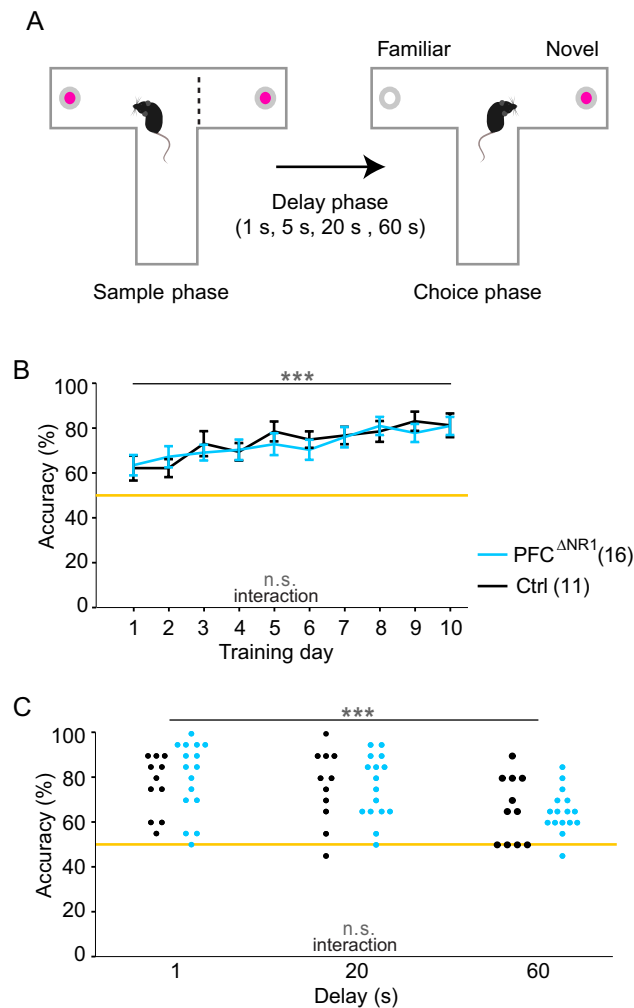 A
Familiar Novel
Delay phase
(1 s, 5 s, 20 s , 60 s)
Sample phase Choice phase
B
***
Accuracy (%)
100
80
60
40
20
0
n.s.
interaction
1 2 3 4 5 6 7 8 9 10
Training day
PFC ΔNR1 (16)
Ctrl (11)
C
***
Accuracy (%)
100
80
60
40
20
0
n.s.
interaction
1 20 60
Delay (s)